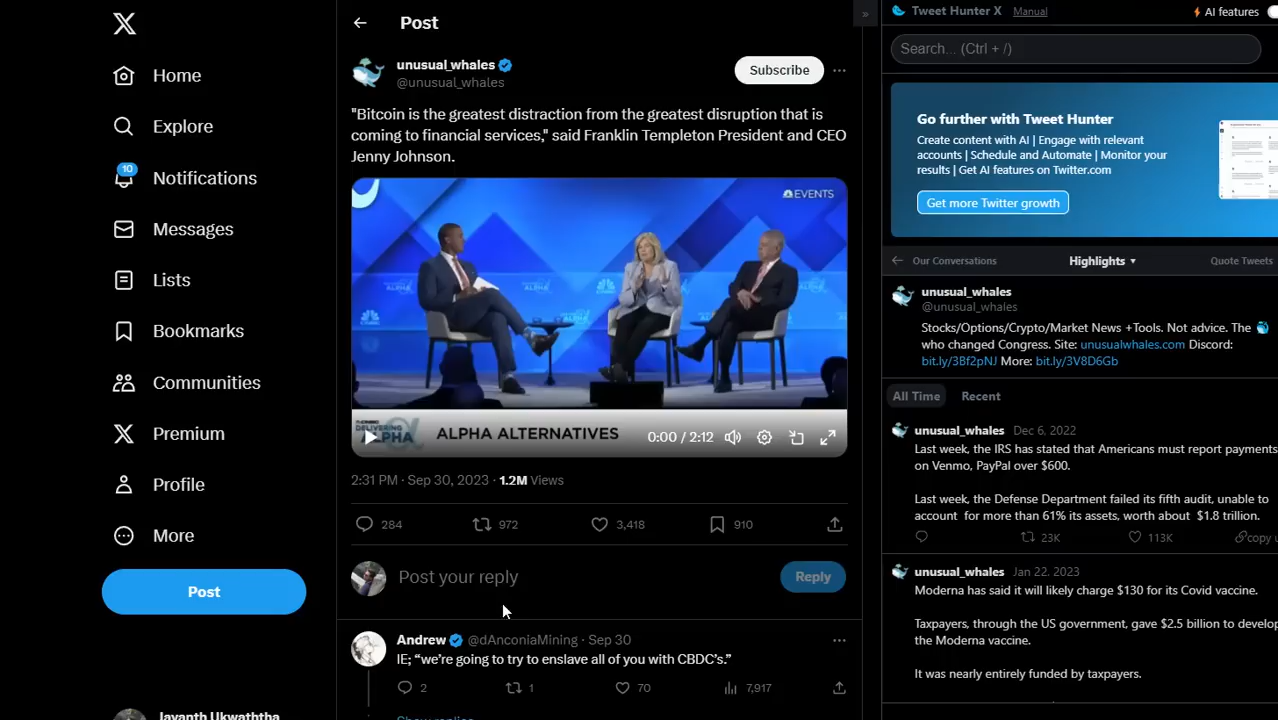 Post
unusual_whales
@unusual_whales
Subscribe
"Bitcoin is the greatest distraction from the greatest disruption that is
coming to financial services," said Franklin Templeton President and CEO
Jenny Johnson.
EVENTS
DELIVERING
ALPHA
ALPHA ALTERNATIVES
0:00 / 2:12
2:31 PM · Sep 30, 2023 · 1.2M Views
284
972
3,418
910
Post your reply
Reply
Andrew @dAnconiaMining · Sep 30
IE; “we’re going to try to enslave all of you with CBDC’s.”
2
1
70
7,917
Show replies
Home
Explore
10
Notifications
Messages
Lists
Bookmarks
Communities
Premium
Profile
More
Post
Jayanth Ukwaththa
»
Tweet Hunter X Manual
AI features
Search... (Ctrl + /)
Go further with Tweet Hunter
Create content with AI | Engage with relevant
accounts | Schedule and Automate | Monitor your
results | Get AI features on Twitter.com
Get more Twitter growth
Our Conversations
Highlights
Quote Tweets
unusual_whales
@unusual_whales
Stocks/Options/Crypto/Market News +Tools. Not advice. The
who changed Congress. Site: unusualwhales.com Discord:
bit.ly/3Bf2pNJ More: bit.ly/3V8D6Gb
All Time
Recent
unusual_whales Dec 6, 2022
Last week, the IRS has stated that Americans must report payments
on Venmo, PayPal over $600.
Last week, the Defense Department failed its fifth audit, unable to
account for more than 61% its assets, worth about $1.8 trillion.
23K
113K
copy u
unusual_whales Jan 22, 2023
Moderna has said it will likely charge $130 for its Covid vaccine.
Taxpayers, through the US government, gave $2.5 billion to develop
the Moderna vaccine.
It was nearly entirely funded by taxpayers.